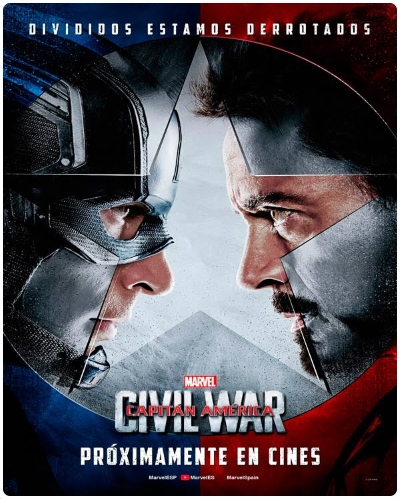 DIVIDIDOS ESTAMOS DERROTADOS
MARVEL
CAPITÁN AMÉRICA
CIVIL WAR
PRÓXIMAMENTE EN CINES
MarvelESP MarvelES MarvelSpain